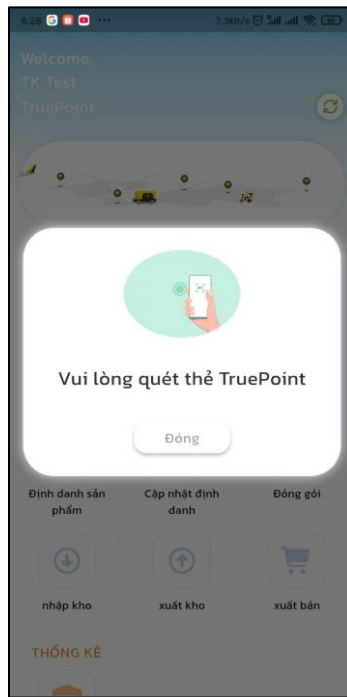 8:28
7.3KB/s
Welcome,
TK Test
TruePoint
Vui lòng quét thẻ TruePoint
Đóng
Định danh sản phẩm
Cập nhật định danh
Đóng gói
nhập kho
xuất kho
xuất bán
THỐNG KÊ